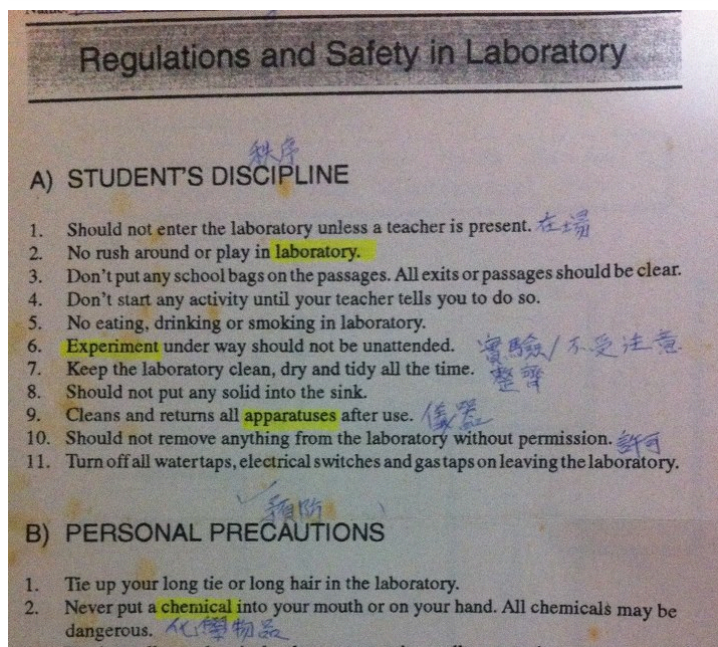 Regulations and Safety in Laboratory
秩序
A) STUDENT'S DISCIPLINE
1. Should not enter the laboratory unless a teacher is present. 在場
2. No rush around or play in laboratory.
3. Don't put any school bags on the passages. All exits or passages should be clear.
4. Don't start any activity until your teacher tells you to do so.
5. No eating, drinking or smoking in laboratory.
6. Experiment under way should not be unattended. 實驗/不受注意
7. Keep the laboratory clean, dry and tidy all the time. 整齊
8. Should not put any solid into the sink.
9. Cleans and returns all apparatuses after use. 儀器
10. Should not remove anything from the laboratory without permission. 許可
11. Turn off all water taps, electrical switches and gas taps on leaving the laboratory.
預防
B) PERSONAL PRECAUTIONS
1. Tie up your long tie or long hair in the laboratory.
2. Never put a chemical into your mouth or on your hand. All chemicals may be
dangerous. 化學物品